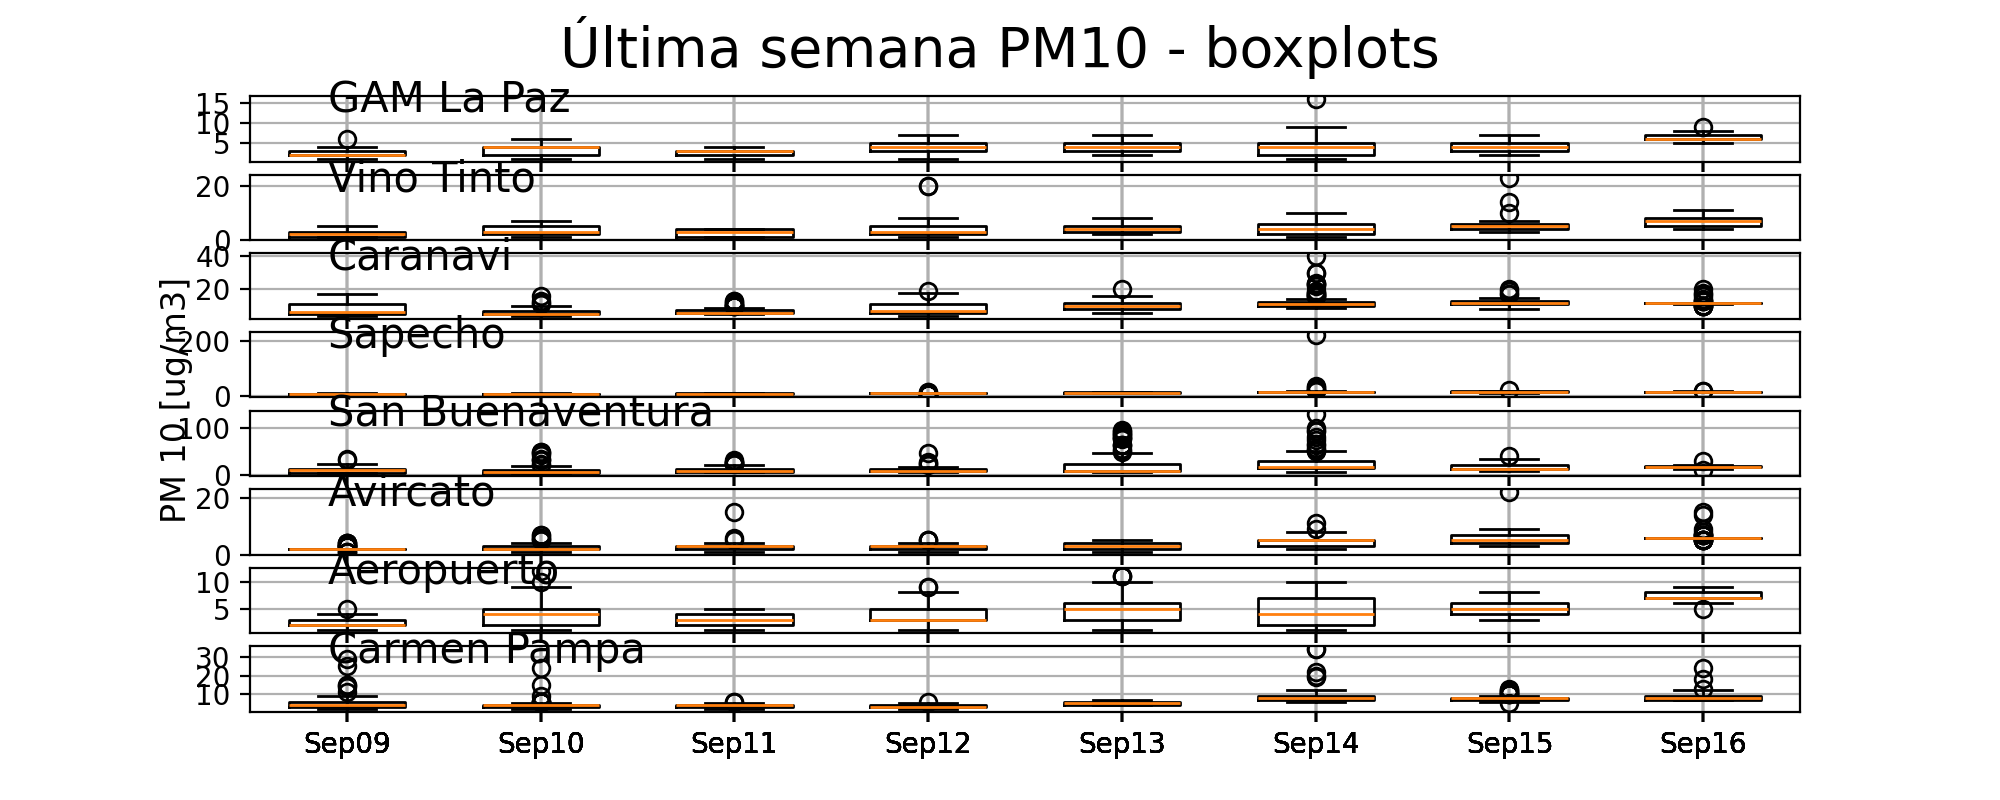 Última semana PM10 - boxplots
GAM La Paz
15
10
5
Vino Tinto
20
0
Caranavi
40
20
Sapecho
200
0
PM 10 [ug/m3]
San Buenaventura
100
0
Avircato
20
0
Aeropuerto
10
5
Carmen Pampa
30
20
10
Sep09 Sep10 Sep11 Sep12 Sep13 Sep14 Sep15 Sep16